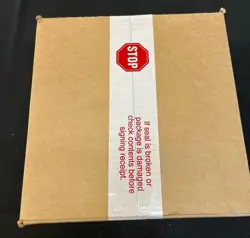 STOP
If seal is broken or
package is damaged
check contents before
signing receipt.